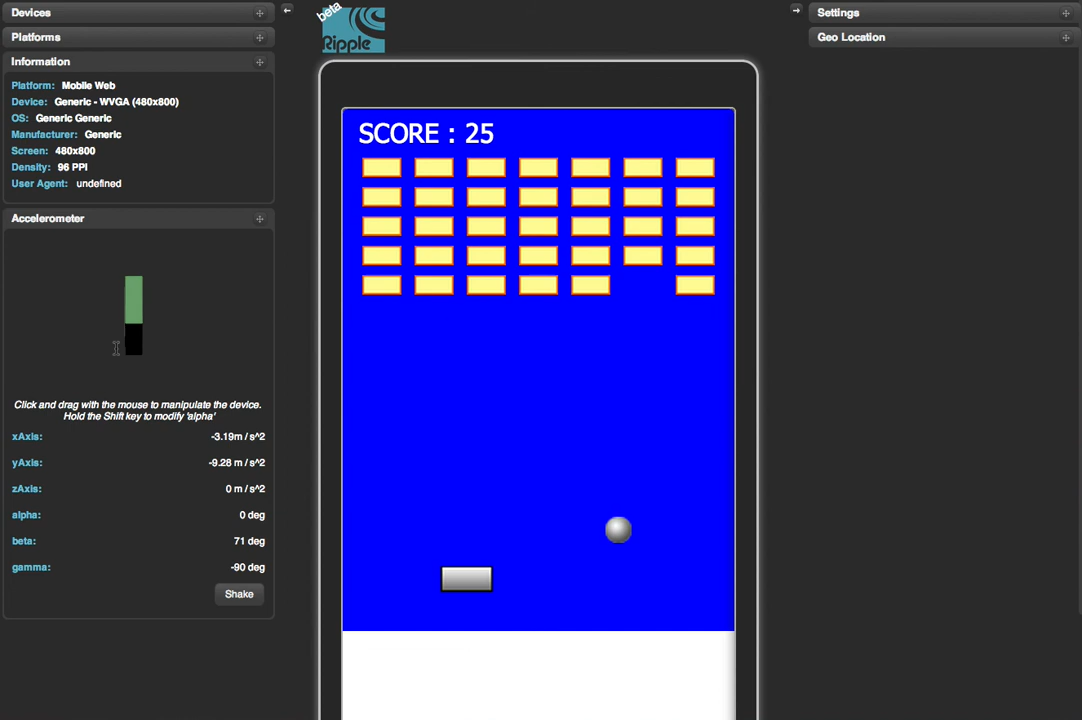 Devices
Platforms
Information
Platform: Mobile Web
Device: Generic - WVGA (480x800)
OS: Generic Generic
Manufacturer: Generic
Screen: 480x800
Density: 96 PPI
User Agent: undefined
Accelerometer
Click and drag with the mouse to manipulate the device.
Hold the Shift key to modify 'alpha'
xAxis: -3.19m / s^2
yAxis: -9.28 m / s^2
zAxis: 0 m / s^2
alpha: 0 deg
beta: 71 deg
gamma: -90 deg
Shake
beta
Ripple
SCORE : 25
Settings
Geo Location